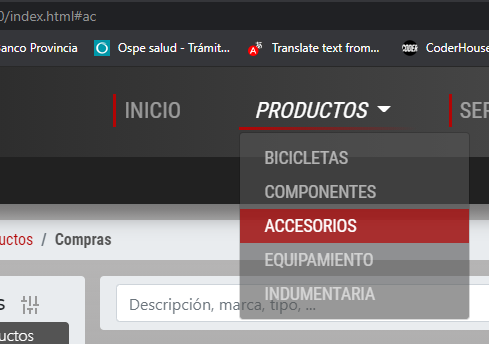 0/index.html#ac
anco Provincia
Ospe salud - Trámit...
Translate text from...
CODER
CoderHouse
INICIO
PRODUCTOS
SER
BICICLETAS
COMPONENTES
ACCESORIOS
EQUIPAMIENTO
INDUMENTARIA
uctos / Compras
s
Descripción, marca, tipo, ...
uctos